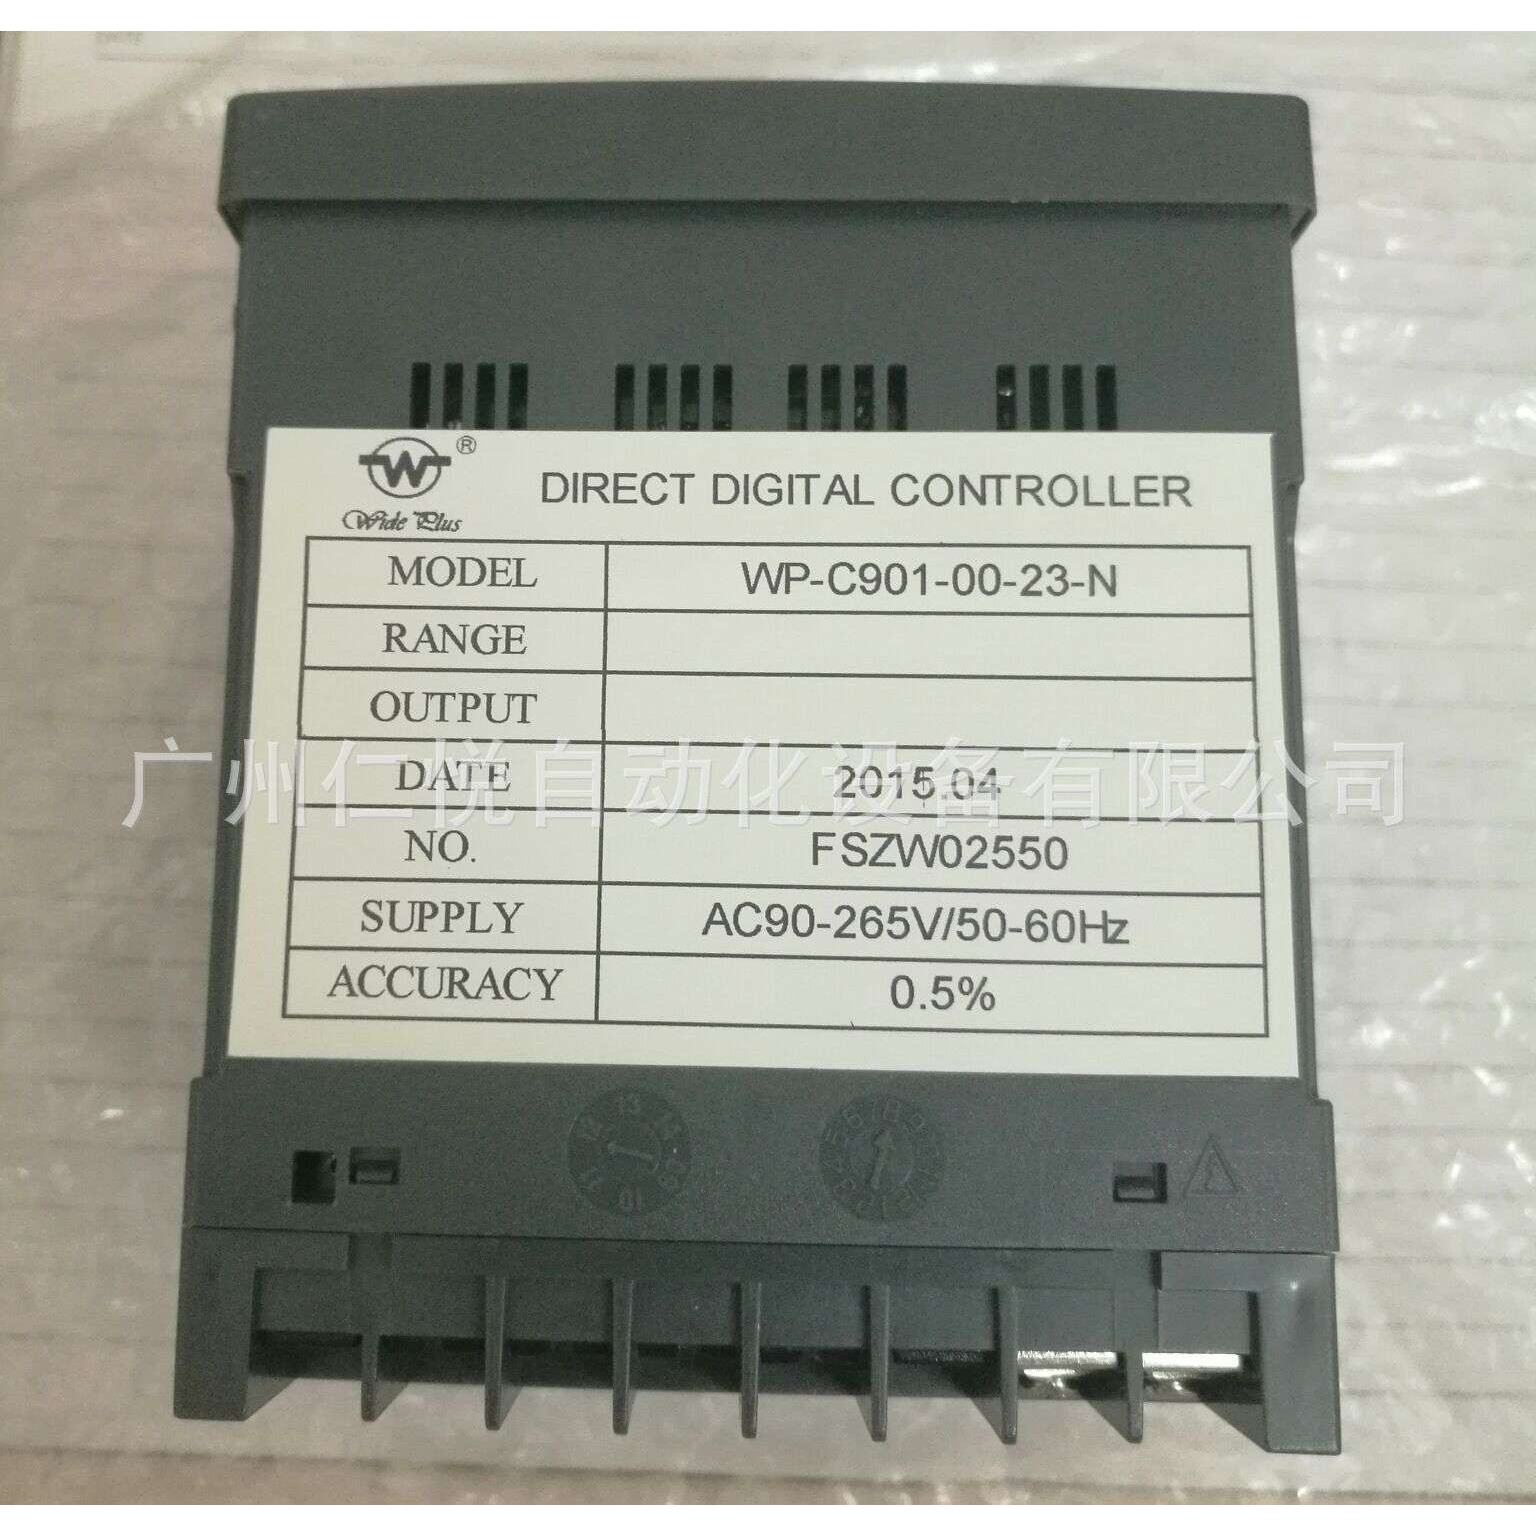 W ®
Wide Plus
DIRECT DIGITAL CONTROLLER
MODEL WP-C901-00-23-N
RANGE
OUTPUT
广州仁悦自动化设备有限公司
DATE 2015.04
NO. FSZW02550
SUPPLY AC90-265V/50-60Hz
ACCURACY 0.5%